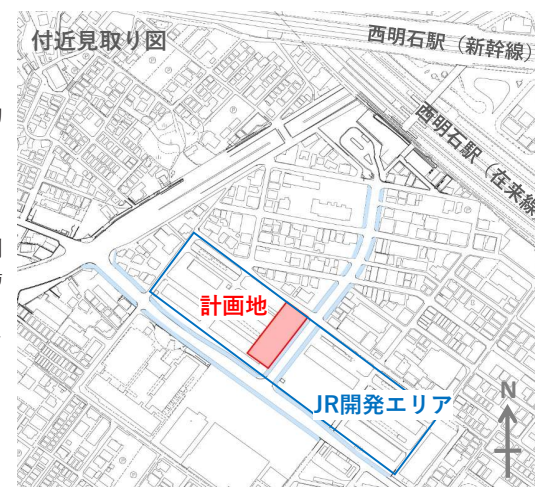 付近見取り図
西明石駅（新幹線）
西明石駅（在来線
計画地
JR開発エリア
N